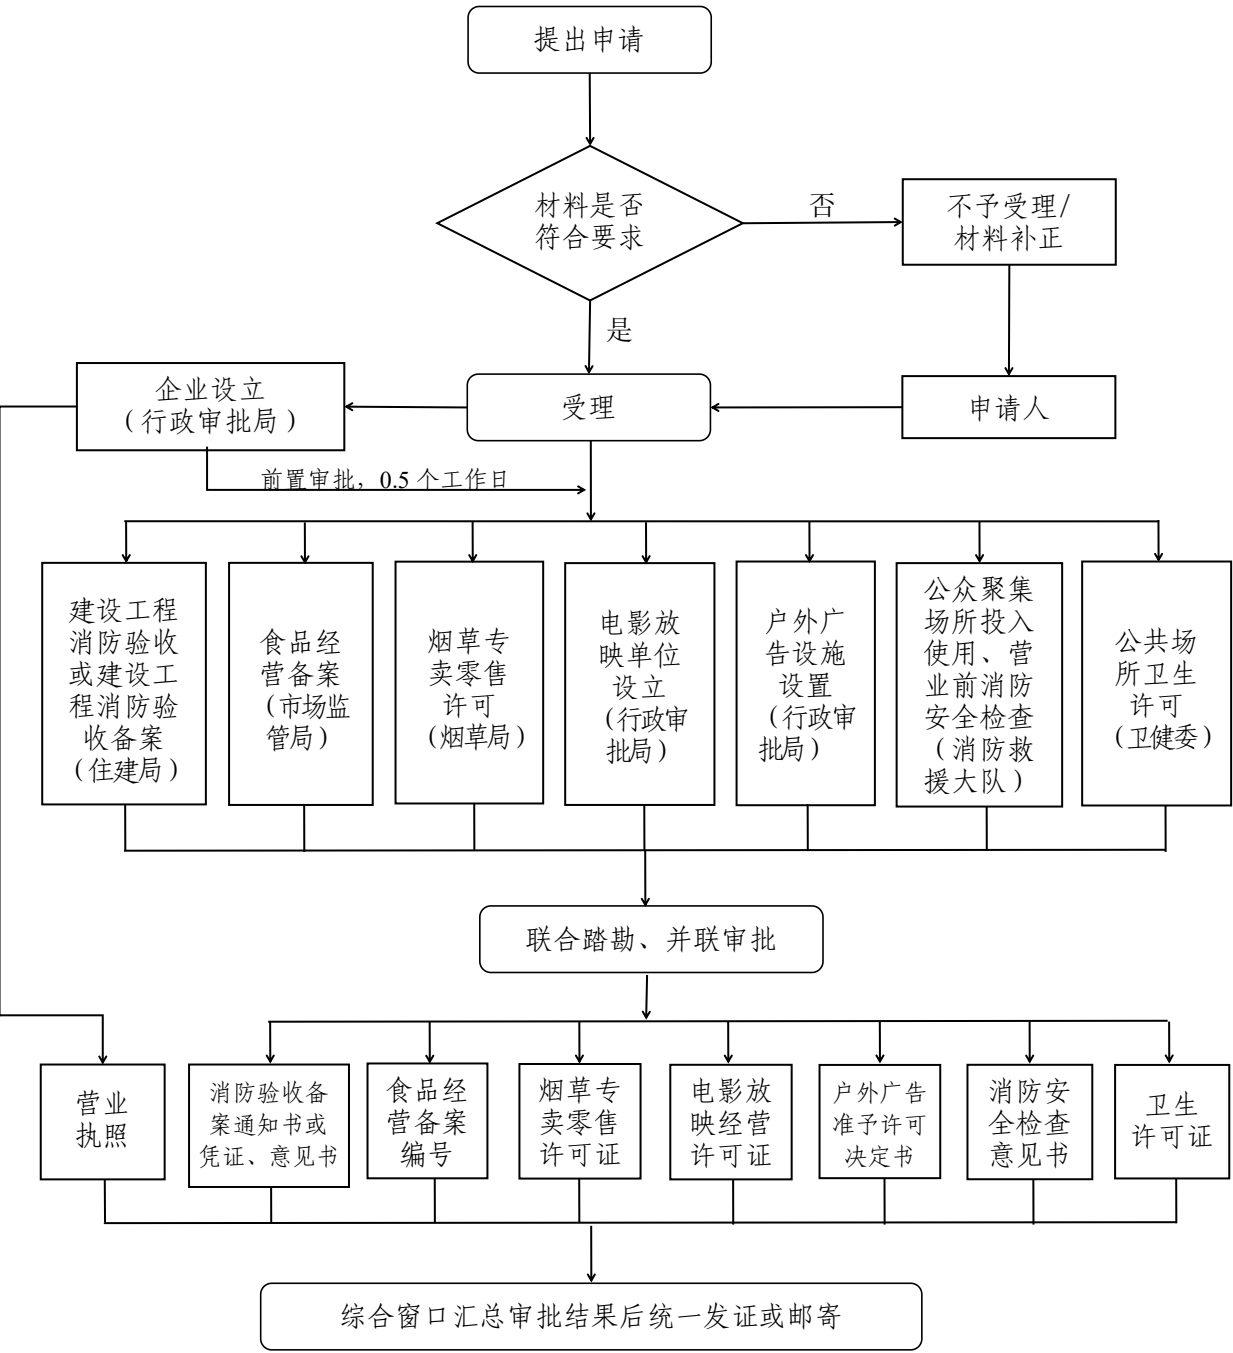 提出申请
材料是否
符合要求
否
不予受理/
材料补正
是
企业设立
（行政审批局）
受理
申请人
前置审批，0.5个工作日
建设工程
消防验收
或建设工
程消防验
收备案
（住建局）
食品经
营备案
（市场监
管局）
烟草专
卖零售
许可
（烟草局）
电影放
映单位
设立
（行政审
批局）
户外广
告设施
设置
（行政审
批局）
公众聚集
场所投入
使用、营
业前消防
安全检查
（消防救
援大队）
公共场
所卫生
许可
（卫健委）
联合踏勘、并联审批
营业
执照
消防验收备
案通知书或
凭证、意见书
食品经
营备案
编号
烟草专
卖零售
许可证
电影放
映经营
许可证
户外广告
准予许可
决定书
消防安
全检查
意见书
卫生
许可证
综合窗口汇总审批结果后统一发证或邮寄